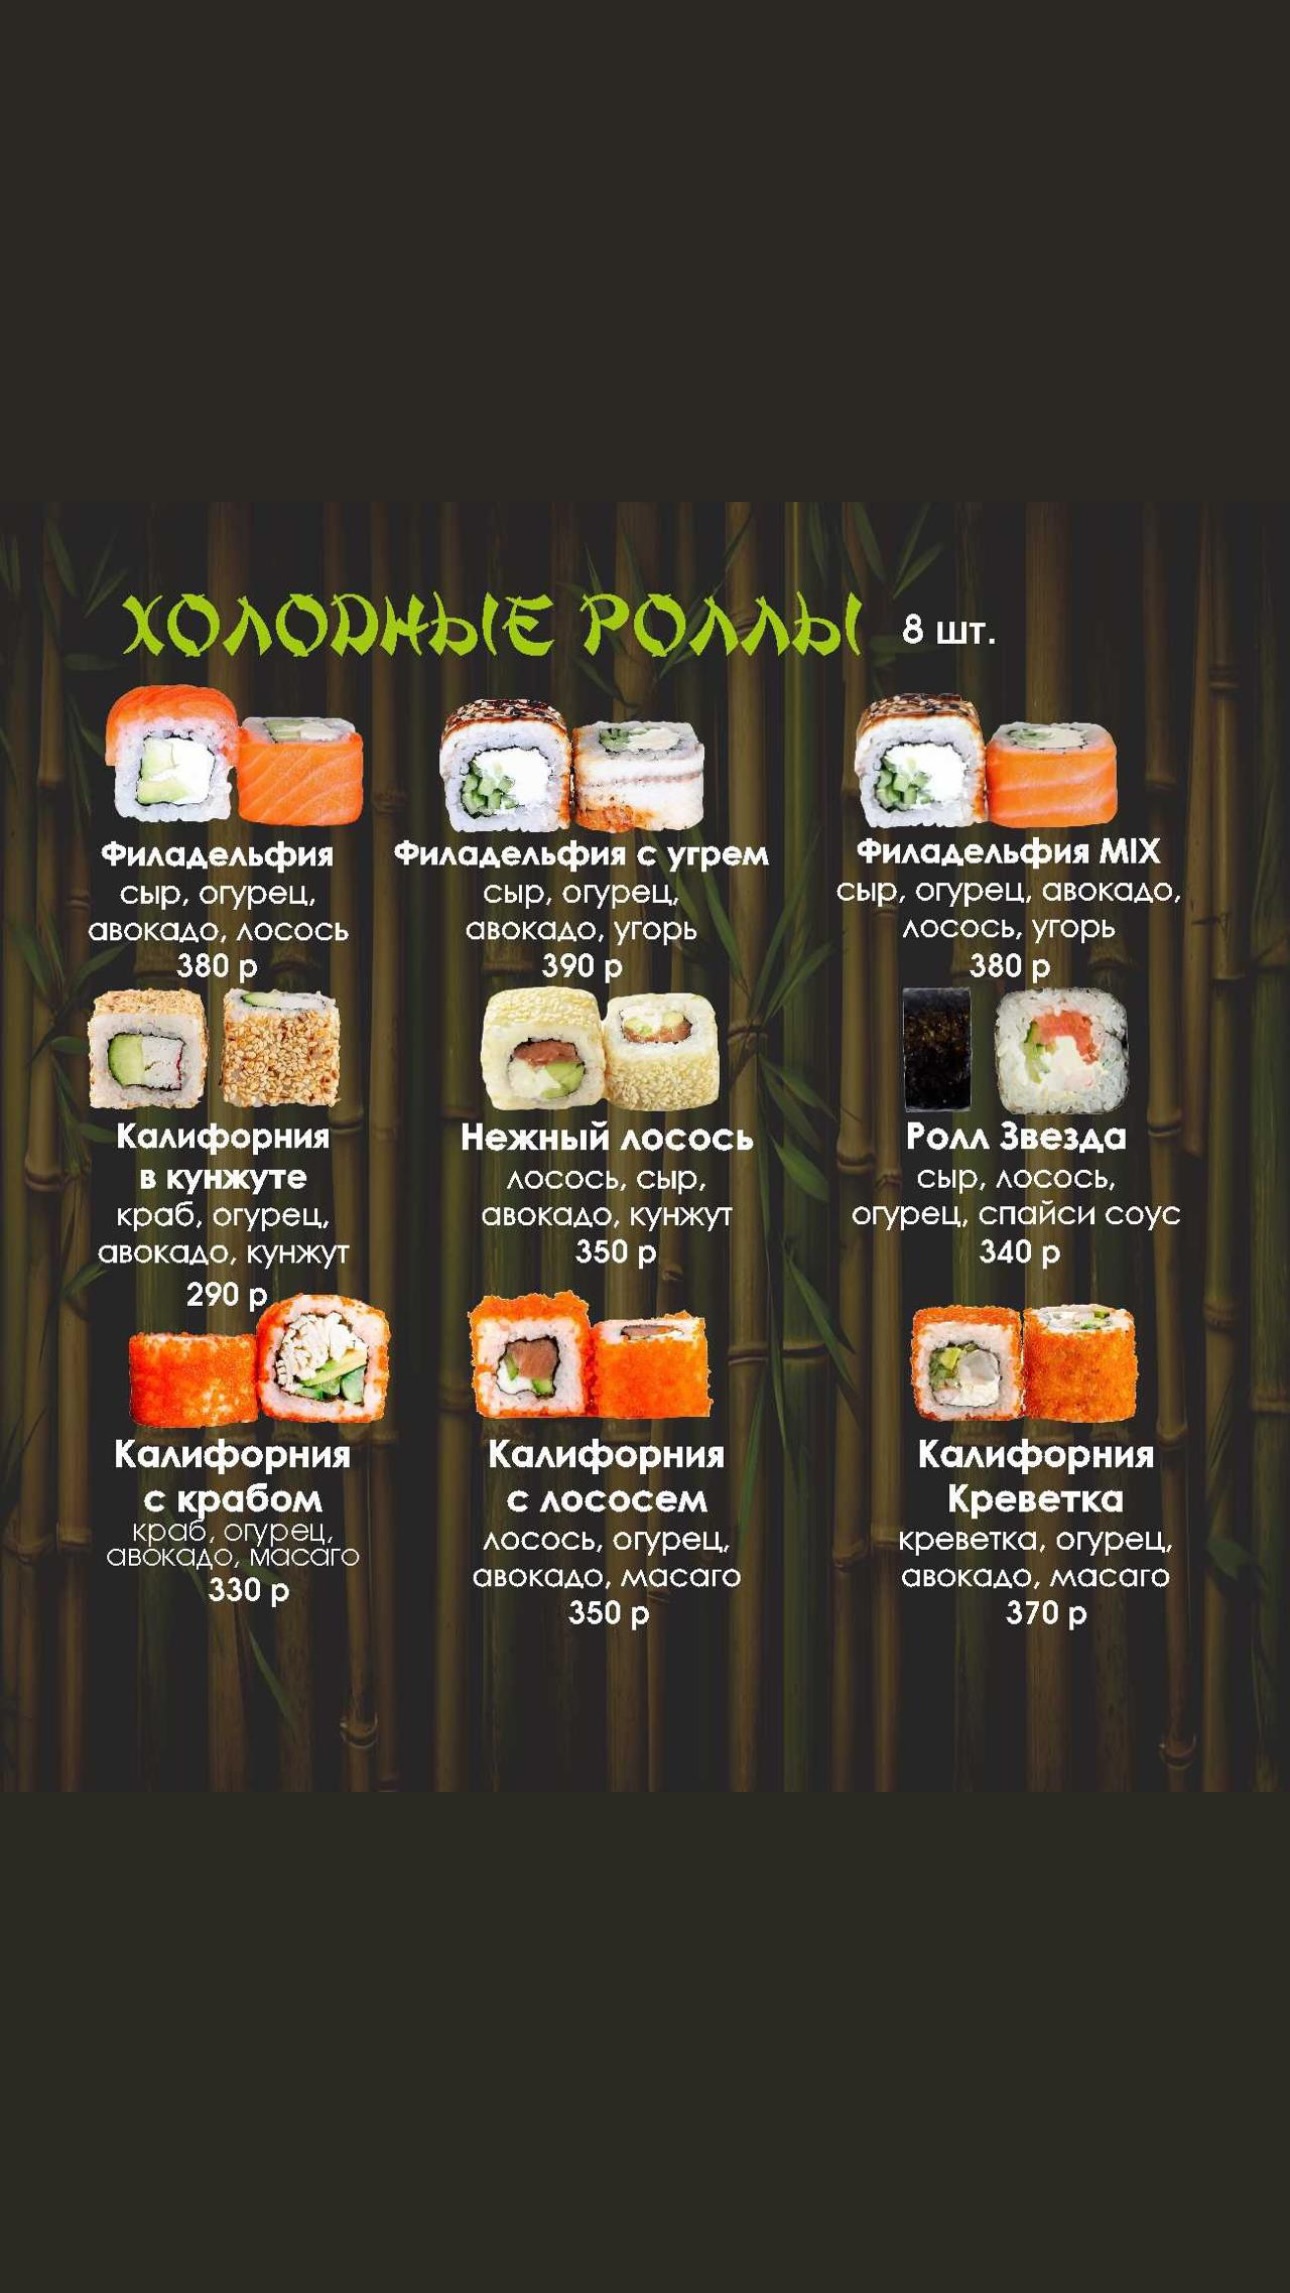 ХОЛОДНЫЕ РОЛЛЫ 8 шт.
Филадельфия
сыр, огурец,
авокадо, лосось
380 р
Филадельфия с угрем
сыр, огурец,
авокадо, угорь
390 р
Филадельфия MIX
сыр, огурец, авокадо,
лосось, угорь
380 р
Калифорния
в кунжуте
краб, огурец,
авокадо, кунжут
290 р
Нежный лосось
лосось, сыр,
авокадо, кунжут
350 р
Ролл Звезда
сыр, лосось,
огурец, спайси соус
340 р
Калифорния
с крабом
краб, огурец,
авокадо, масаго
330 р
Калифорния
с лососем
лосось, огурец,
авокадо, масаго
350 р
Калифорния
Креветка
креветка, огурец,
авокадо, масаго
370 р